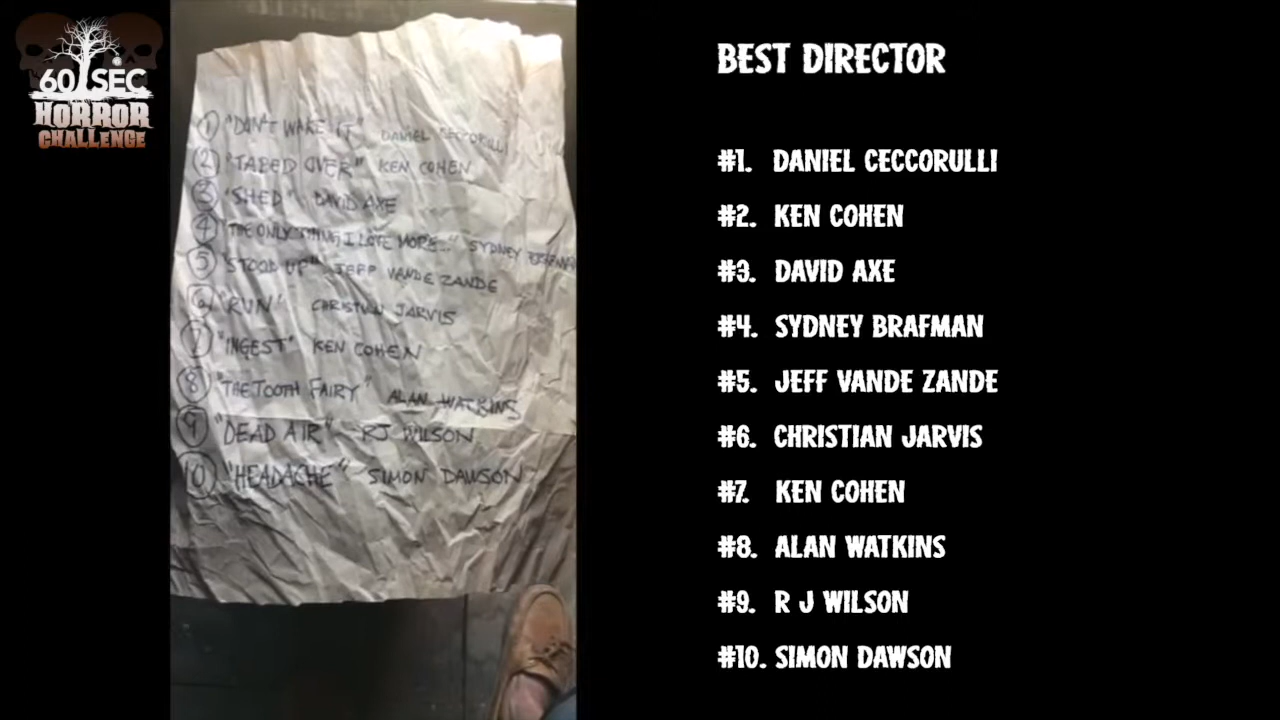 60 SEC
HORROR
CHALLENGE
1 "DON'T WAKE IT" DANIEL CECCORULLI
2 "TAPED OVER" KEN COHEN
3 "SHED" DAVID AXE
4 "THE ONLY THING I LOVE MORE..." SYDNEY BRAFMAN
5 "STOOD UP" JEFF VANDE ZANDE
6 "RUN" CHRISTIAN JARVIS
7 "INGEST" KEN COHEN
8 "THE TOOTH FAIRY" ALAN WATKINS
9 "DEAD AIR" RJ WILSON
10 "HEADACHE" SIMON DAWSON
BEST DIRECTOR
#1. DANIEL CECCORULLI
#2. KEN COHEN
#3. DAVID AXE
#4. SYDNEY BRAFMAN
#5. JEFF VANDE ZANDE
#6. CHRISTIAN JARVIS
#7. KEN COHEN
#8. ALAN WATKINS
#9. R J WILSON
#10. SIMON DAWSON